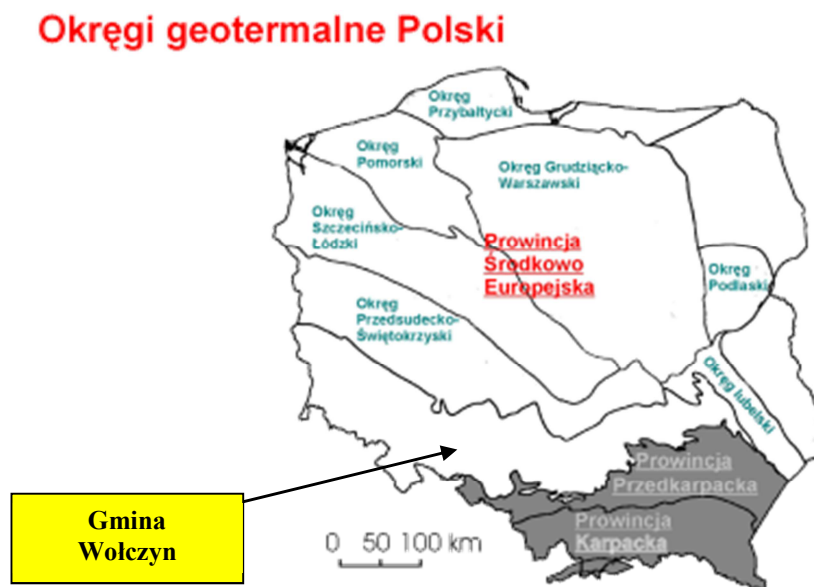 Okręgi geotermalne Polski
Okręg
Przybałtycki
Okręg
Pomorski
Okręg Grudziącko-
Warszawski
Okręg
Szczecińsko-
Łódzki
Prowincja
Środkowo
Europejska
Okręg
Podlaski
Okręg
Przedsudecko-
Świętokrzyski
Okręg lubelski
Prowincja
Przedkarpacka
Gmina
Wołczyn
Prowincja
Karpacka
0 50 100 km